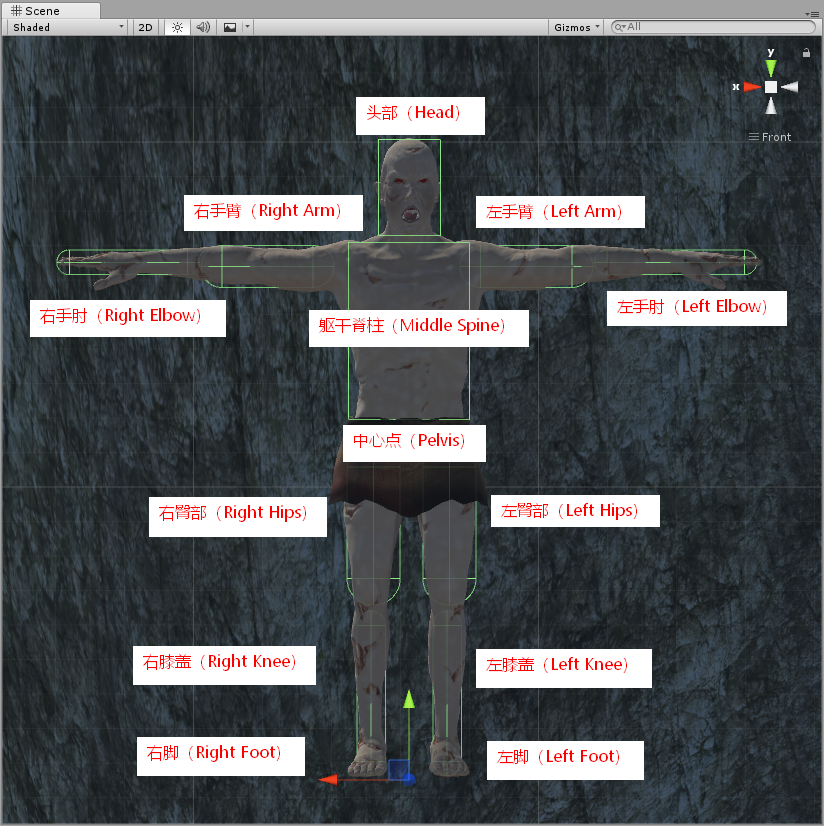 Scene
Shaded
2D
Gizmos
All
y
x
Front
头部（Head）
右手臂（Right Arm）
左手臂（Left Arm）
右手肘（Right Elbow）
左手肘（Left Elbow）
躯干脊柱（Middle Spine）
中心点（Pelvis）
右臀部（Right Hips）
左臀部（Left Hips）
右膝盖（Right Knee）
左膝盖（Left Knee）
右脚（Right Foot）
左脚（Left Foot）